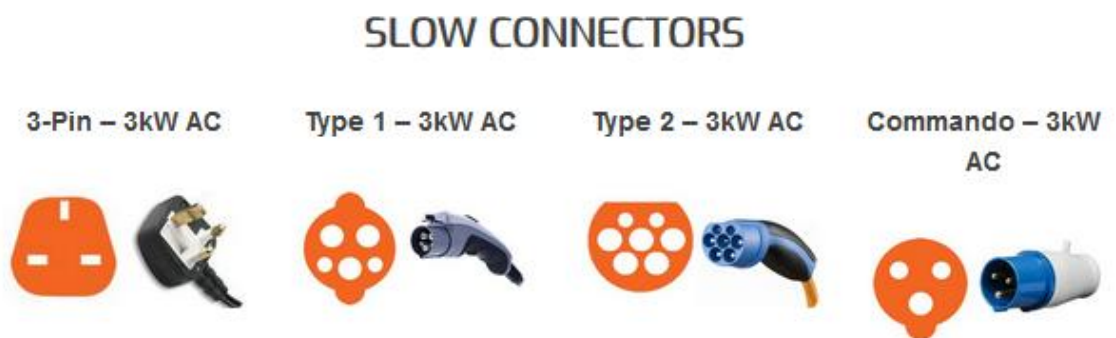 SLOW CONNECTORS
3-Pin – 3kW AC
Type 1 – 3kW AC
Type 2 – 3kW AC
Commando – 3kW
AC